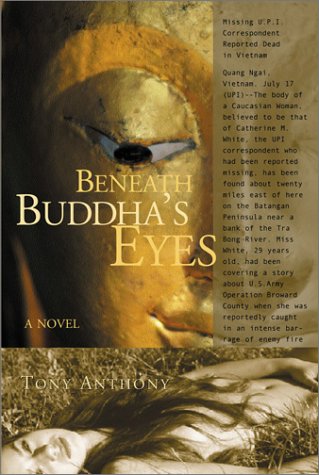 Missing U.P.I.
Correspondent
Reported Dead
in Vietnam
Quang Ngai,
Vietnam, July 17
(UPI)--The body of
a Caucasian Woman,
believed to be that
of Catherine M.
White, the UPI
correspondent who
had been reported
missing, has been
found about twenty
miles east of here
on the Batangan
Peninsula near a
bank of the Tra
Bong River. Miss
White, 29 years
old, had been
covering a story
about U.S.Army
Operation Broward
County when she was
reportedly caught
in an intense bar-
rage of enemy fire
BENEATH
BUDDHA'S
EYES
A NOVEL
TONY ANTHONY